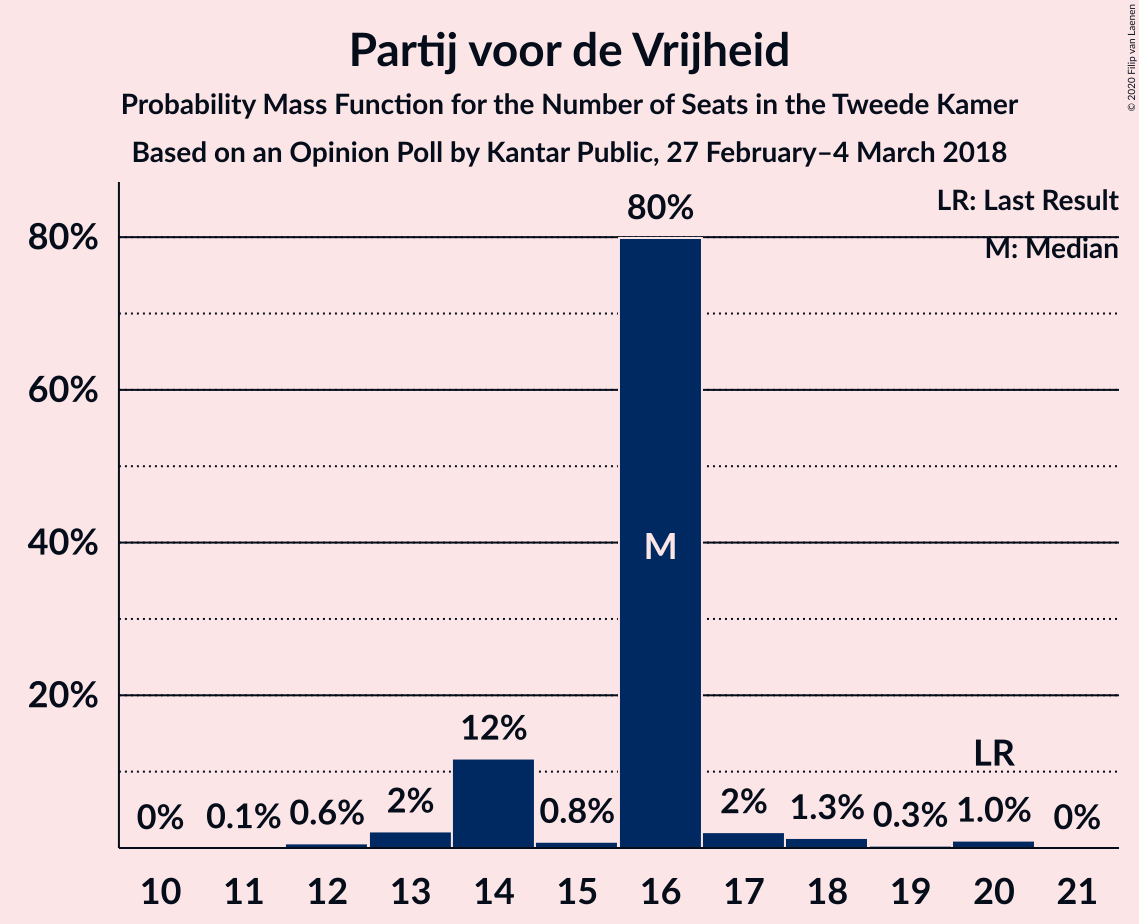 Partij voor de Vrijheid
Probability Mass Function for the Number of Seats in the Tweede Kamer
Based on an Opinion Poll by Kantar Public, 27 February–4 March 2018
© 2020 Filip van Laenen
LR: Last Result
M: Median
80%
60%
40%
20%
0%
0.1%
0.6%
2%
12%
0.8%
80%
M
2%
1.3%
0.3%
LR
1.0%
0%
10 11 12 13 14 15 16 17 18 19 20 21